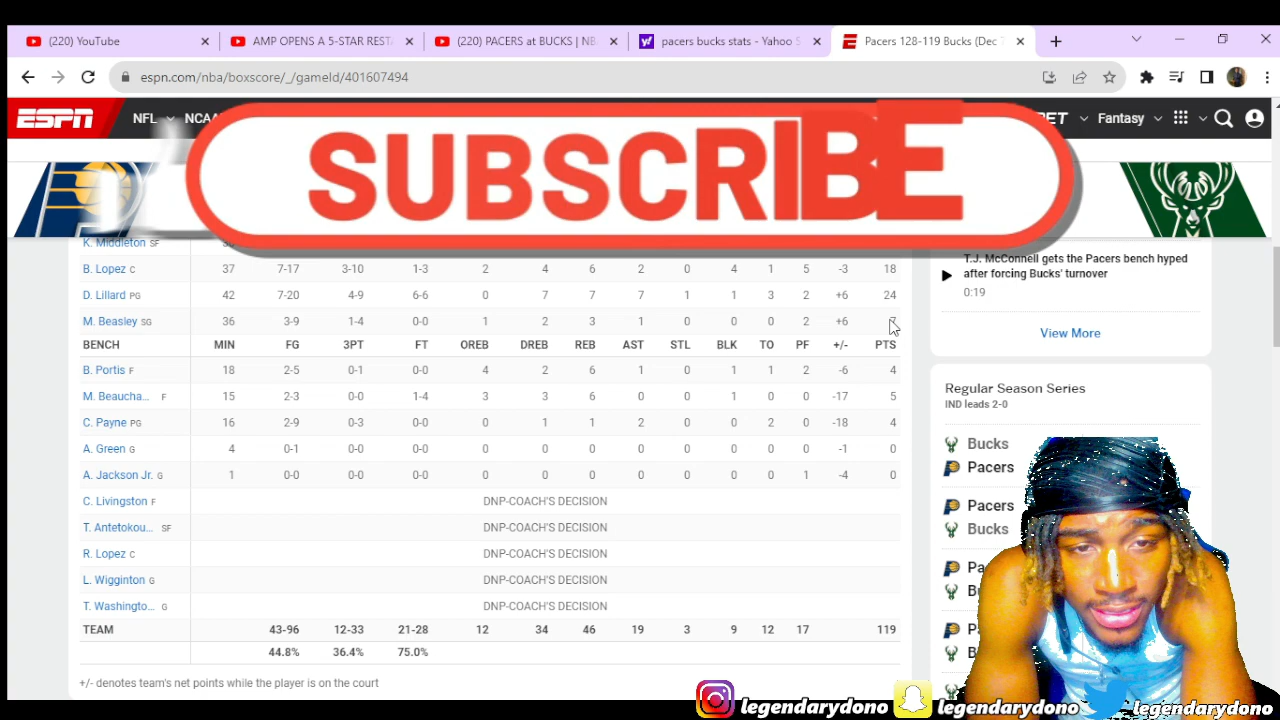 (220) YouTube
AMP OPENS A 5-STAR REST
(220) PACERS at BUCKS | NB
pacers bucks stats - Yahoo S
Pacers 128-119 Bucks (Dec
espn.com/nba/boxscore/_/gameId/401607494
ESPN NFL NCA BET Fantasy
SUBSCRIBE
K. Middleton SF
B. Lopez C 37 7-17 3-10 1-3 2 4 6 2 0 4 1 5 -3 18
D. Lillard PG 42 7-20 4-9 6-6 0 7 7 7 1 1 3 2 +6 24
M. Beasley SG 36 3-9 1-4 0-0 1 2 3 1 0 0 0 2 +6 7
BENCH MIN FG 3PT FT OREB DREB REB AST STL BLK TO PF +/- PTS
B. Portis F 18 2-5 0-1 0-0 4 2 6 1 0 1 1 2 -6 4
M. Beaucha... F 15 2-3 0-0 1-4 3 3 6 0 0 1 0 0 -17 5
C. Payne PG 16 2-9 0-3 0-0 0 1 1 2 0 0 2 0 -18 4
A. Green G 4 0-1 0-0 0-0 0 0 0 0 0 0 0 0 -1 0
A. Jackson Jr. G 1 0-0 0-0 0-0 0 0 0 0 0 0 0 1 -4 0
C. Livingston F DNP-COACH'S DECISION
T. Antetokou... SF DNP-COACH'S DECISION
R. Lopez C DNP-COACH'S DECISION
L. Wigginton G DNP-COACH'S DECISION
T. Washingto... G DNP-COACH'S DECISION
TEAM 43-96 12-33 21-28 12 34 46 19 3 9 12 17 119
44.8% 36.4% 75.0%
+/- denotes team's net points while the player is on the court
T.J. McConnell gets the Pacers bench hyped
after forcing Bucks' turnover
0:19
View More
Regular Season Series
IND leads 2-0
Bucks
Pacers
Pacers
Bucks
legendarydono legendarydono legendarydono